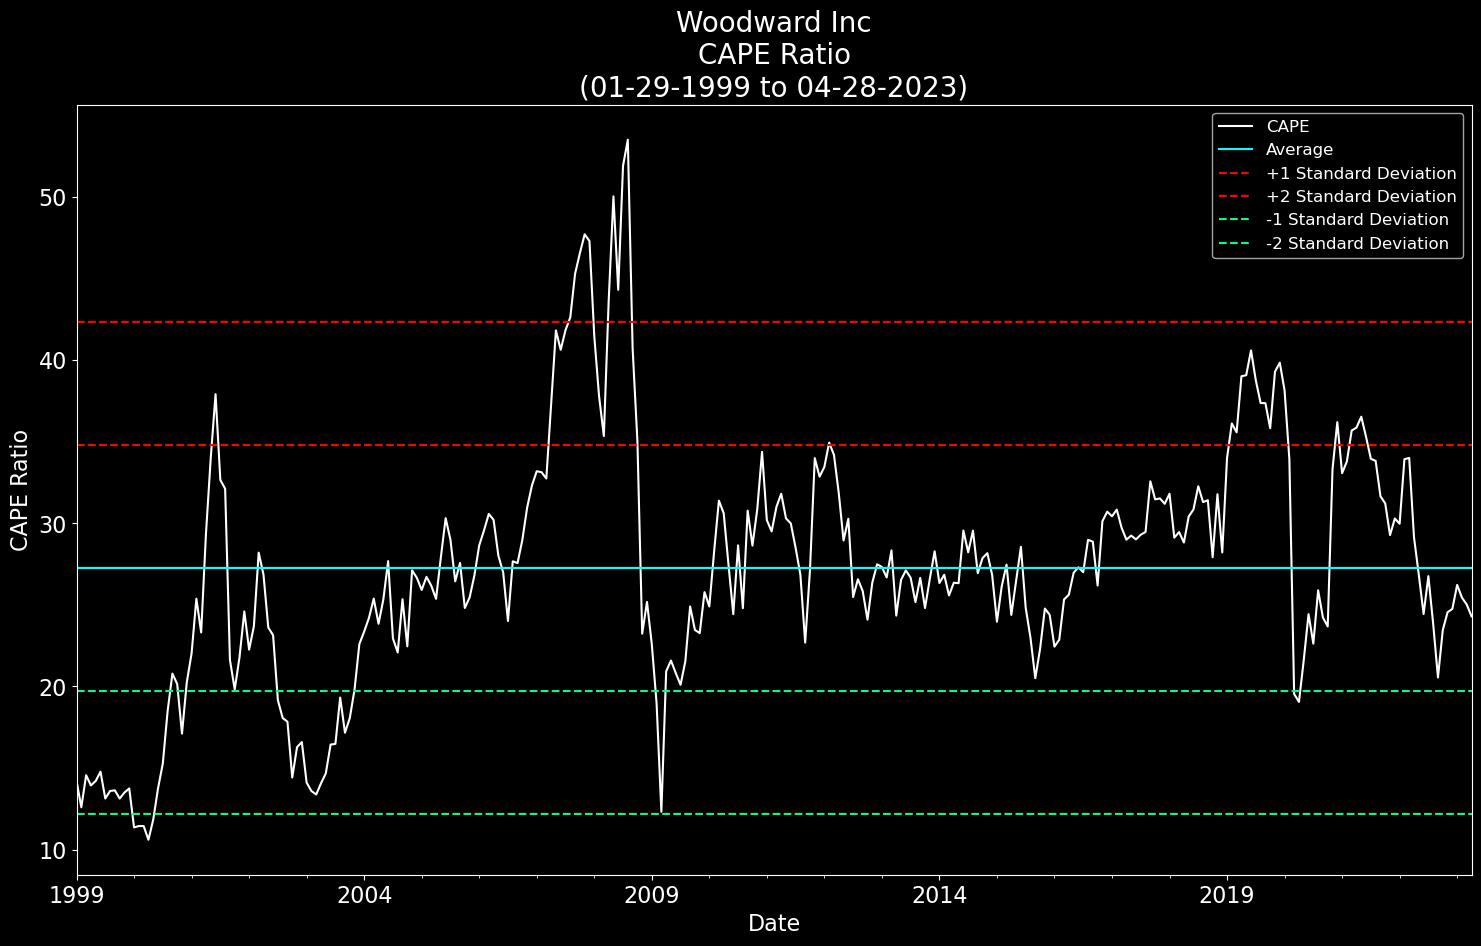 Woodward Inc
CAPE Ratio
(01-29-1999 to 04-28-2023)
CAPE
Average
+1 Standard Deviation
+2 Standard Deviation
-1 Standard Deviation
-2 Standard Deviation
CAPE Ratio
50
40
30
20
10
1999 2004 2009 2014 2019
Date